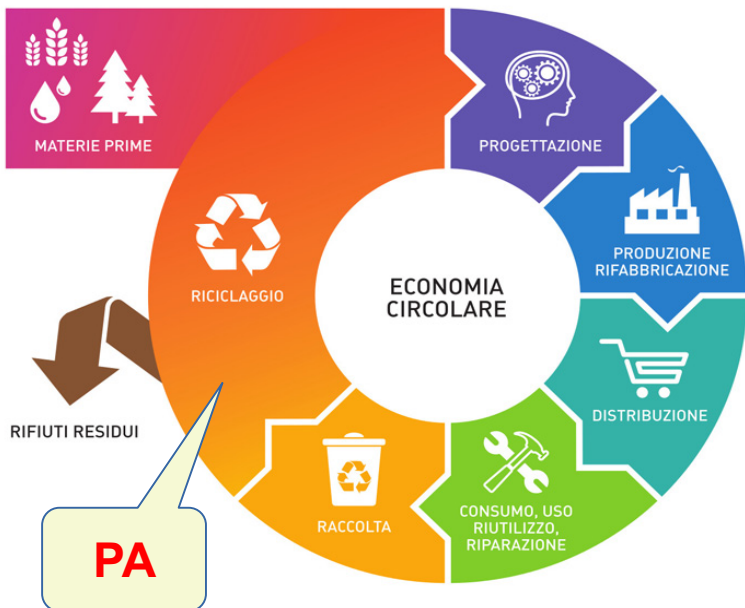 MATERIE PRIME
PROGETTAZIONE
PRODUZIONE
RIFABBRICAZIONE
RICICLAGGIO
ECONOMIA
CIRCOLARE
DISTRIBUZIONE
RIFIUTI RESIDUI
CONSUMO, USO
RIUTILIZZO,
RIPARAZIONE
RACCOLTA
PA